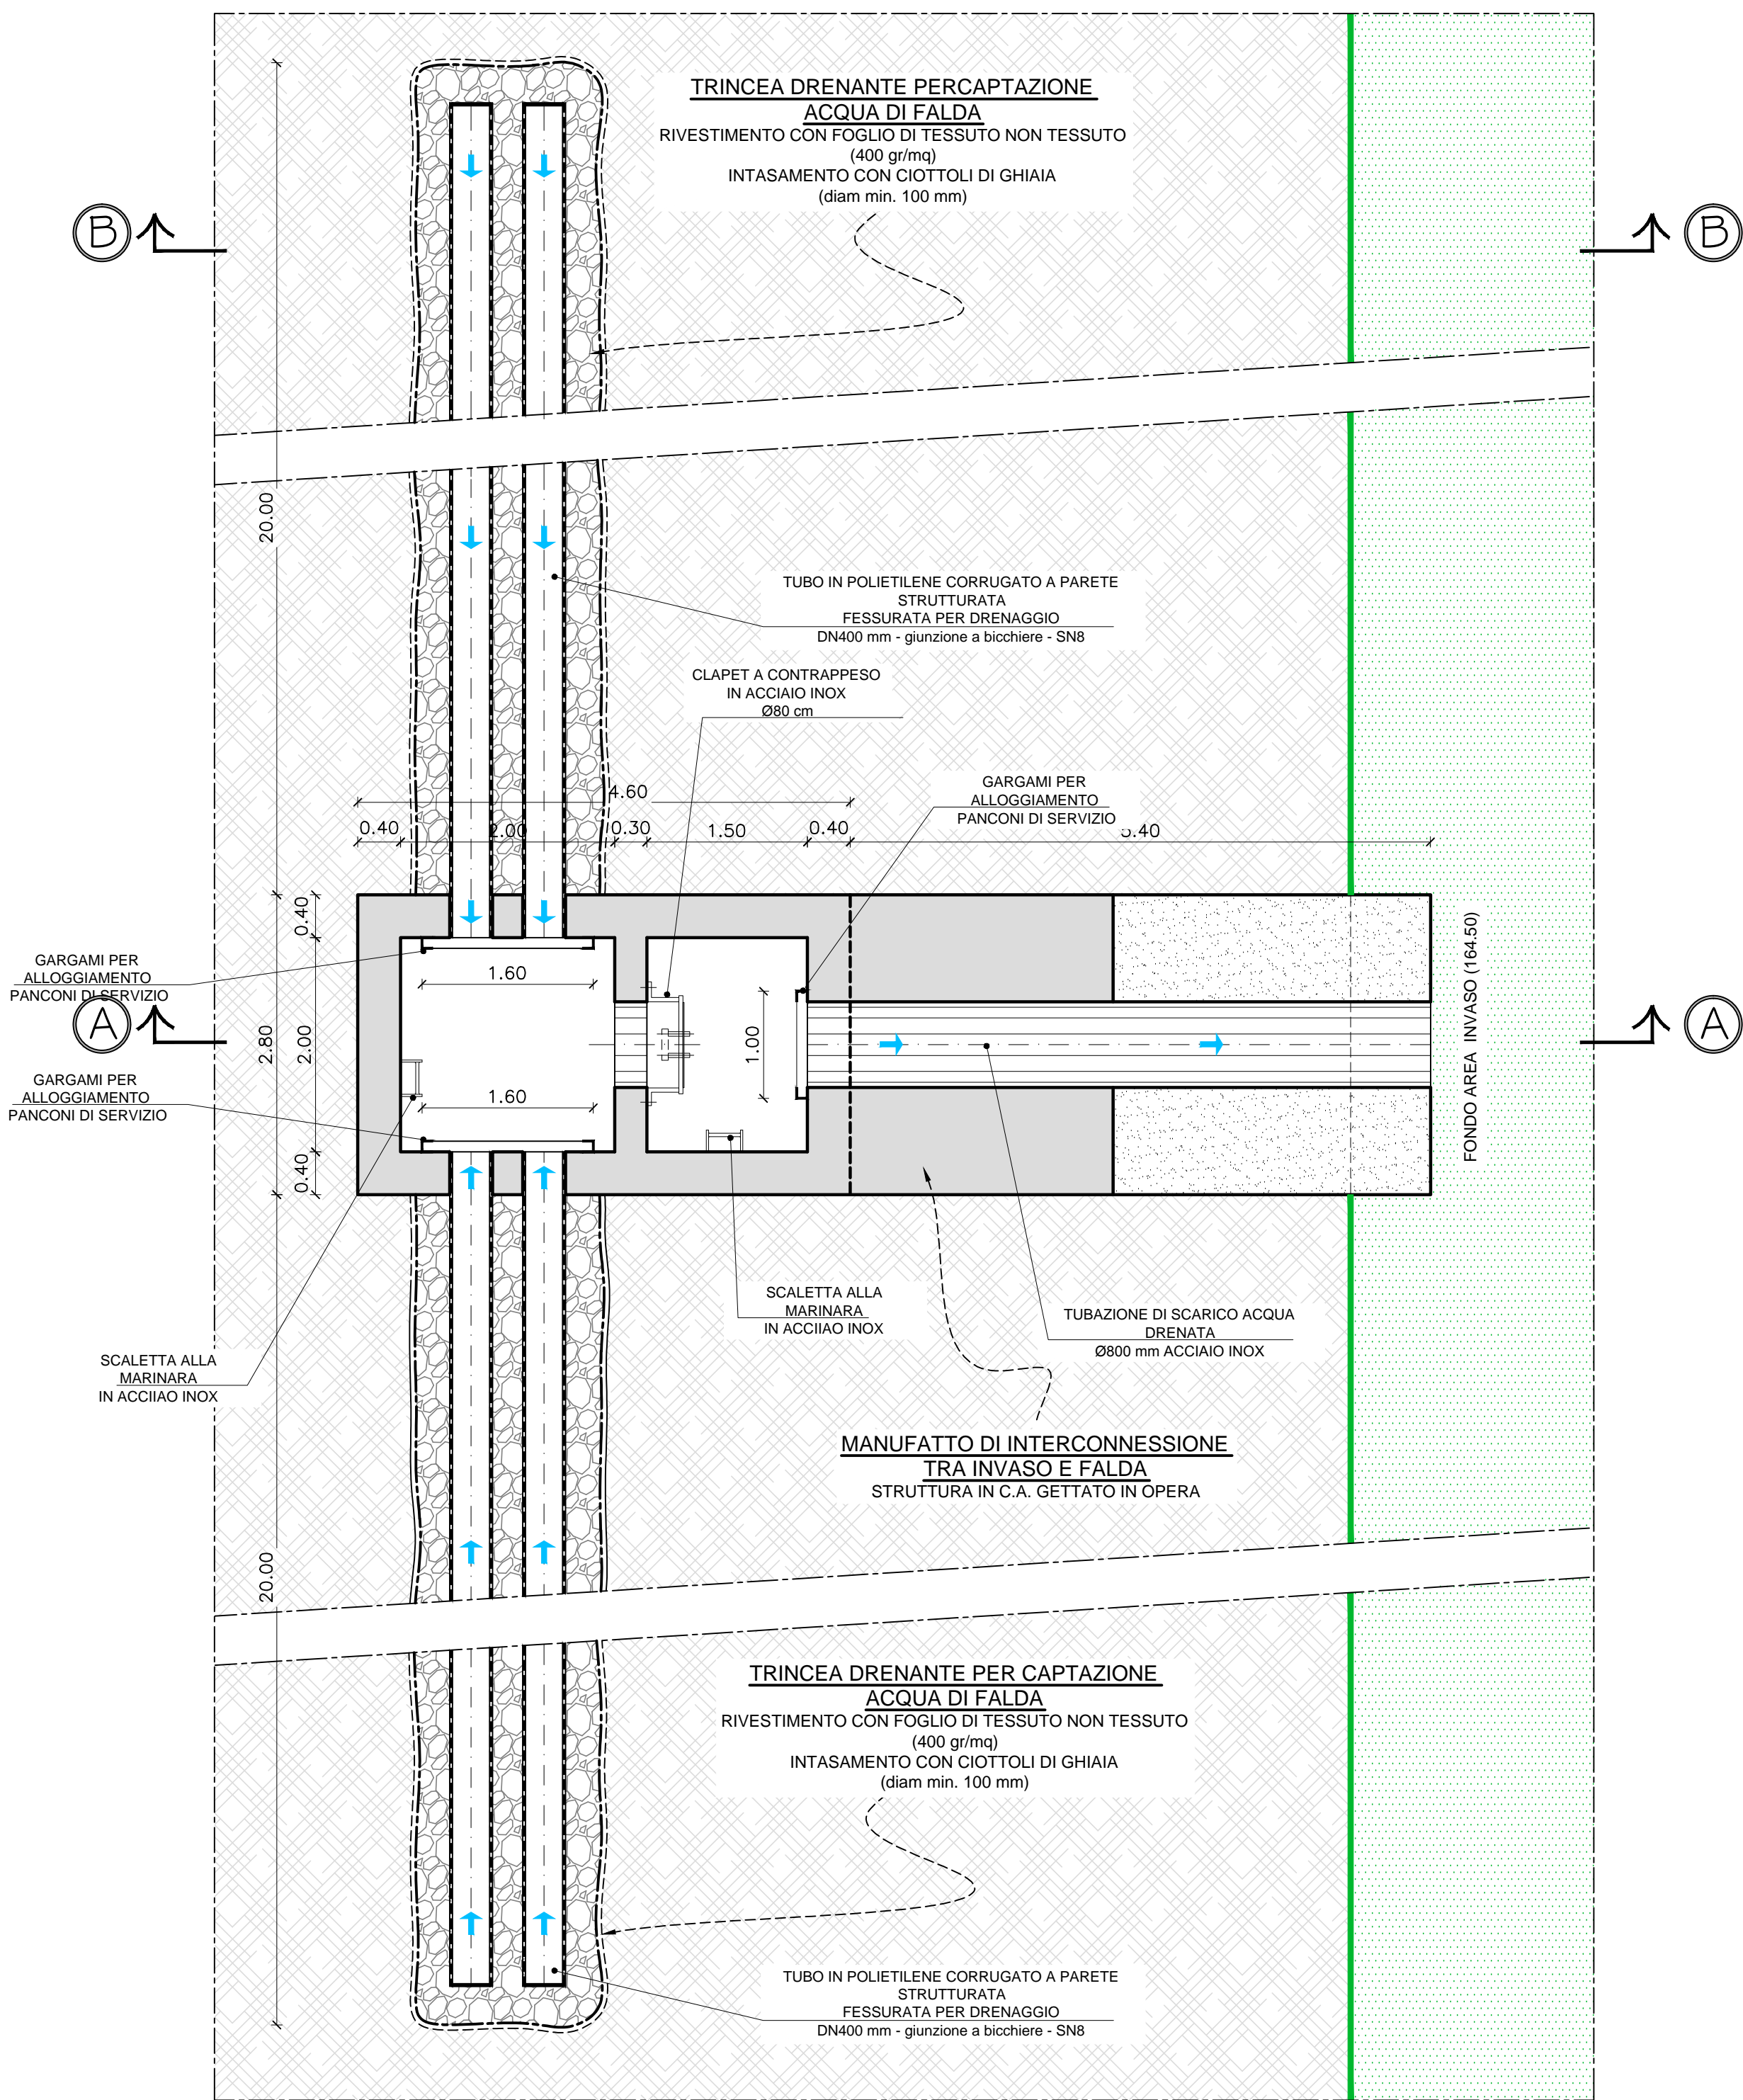 TRINCEA DRENANTE PERCAPTAZIONE
ACQUA DI FALDA
RIVESTIMENTO CON FOGLIO DI TESSUTO NON TESSUTO
(400 gr/mq)
INTASAMENTO CON CIOTTOLI DI GHIAIA
(diam min. 100 mm)
B
B
20.00
TUBO IN POLIETILENE CORRUGATO A PARETE
STRUTTURATA
FESSURATA PER DRENAGGIO
DN400 mm - giunzione a bicchiere - SN8
CLAPET A CONTRAPPESO
IN ACCIAIO INOX
Ø80 cm
GARGAMI PER
ALLOGGIAMENTO
PANCONI DI SERVIZIO
4.60
0.40
2.00
0.30
1.50
0.40
5.40
0.40
GARGAMI PER
ALLOGGIAMENTO
PANCONI DI SERVIZIO
1.60
A
A
2.80
2.00
1.00
FONDO AREA INVASO (164.50)
GARGAMI PER
ALLOGGIAMENTO
PANCONI DI SERVIZIO
1.60
0.40
SCALETTA ALLA
MARINARA
IN ACCIIAO INOX
TUBAZIONE DI SCARICO ACQUA
DRENATA
Ø800 mm ACCIAIO INOX
SCALETTA ALLA
MARINARA
IN ACCIIAO INOX
MANUFATTO DI INTERCONNESSIONE
TRA INVASO E FALDA
STRUTTURA IN C.A. GETTATO IN OPERA
20.00
TRINCEA DRENANTE PER CAPTAZIONE
ACQUA DI FALDA
RIVESTIMENTO CON FOGLIO DI TESSUTO NON TESSUTO
(400 gr/mq)
INTASAMENTO CON CIOTTOLI DI GHIAIA
(diam min. 100 mm)
TUBO IN POLIETILENE CORRUGATO A PARETE
STRUTTURATA
FESSURATA PER DRENAGGIO
DN400 mm - giunzione a bicchiere - SN8